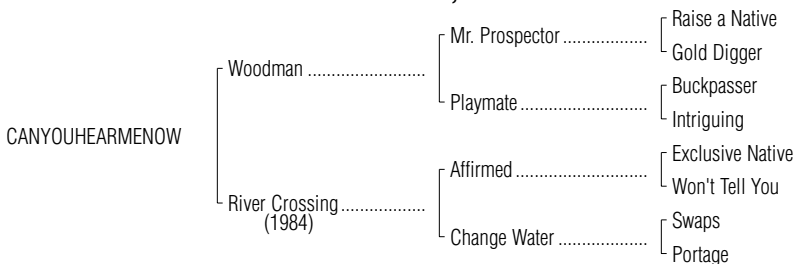 Raise a Native
Mr. Prospector ..................
Gold Digger
Woodman .........................
Buckpasser
Playmate ...........................
Intriguing
CANYOUHEARMENOW
Exclusive Native
Affirmed ............................
Won't Tell You
River Crossing ..................
(1984)
Swaps
Change Water ...................
Portage